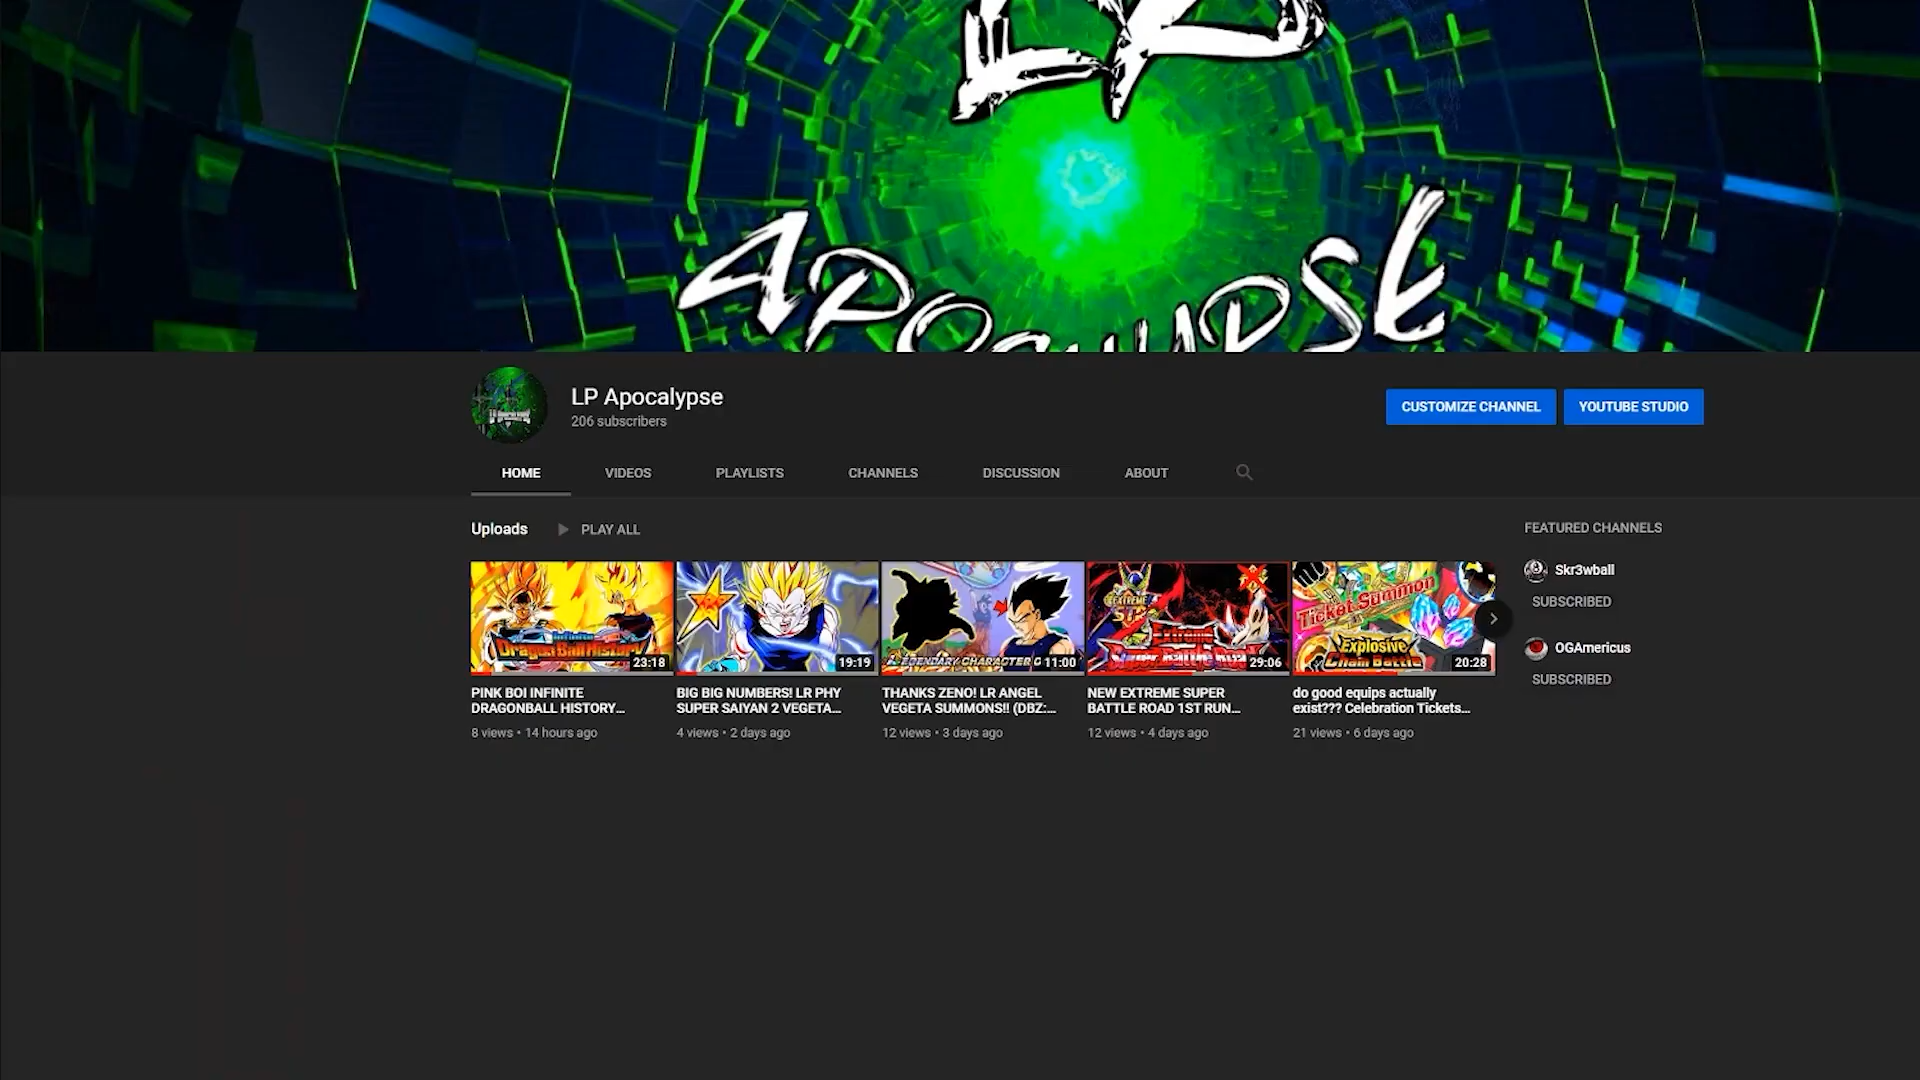 LP
APOCALYPSE
LP Apocalypse
206 subscribers
CUSTOMIZE CHANNEL
YOUTUBE STUDIO
HOME
VIDEOS
PLAYLISTS
CHANNELS
DISCUSSION
ABOUT
Uploads
PLAY ALL
FEATURED CHANNELS
Skr3wball
SUBSCRIBED
OGAmericus
SUBSCRIBED
Infinite
Dragon Ball History
23:18
19:19
LEGENDARY CHARACTER
11:00
EXTREME
Extreme
Super Battle Road
29:06
Ticket Summon
Explosive
Chain Battle
20:28
PINK BOI INFINITE
DRAGONBALL HISTORY...
8 views • 14 hours ago
BIG BIG NUMBERS! LR PHY
SUPER SAIYAN 2 VEGETA...
4 views • 2 days ago
THANKS ZENO! LR ANGEL
VEGETA SUMMONS!! (DBZ:...
12 views • 3 days ago
NEW EXTREME SUPER
BATTLE ROAD 1ST RUN...
12 views • 4 days ago
do good equips actually
exist??? Celebration Tickets...
21 views • 6 days ago